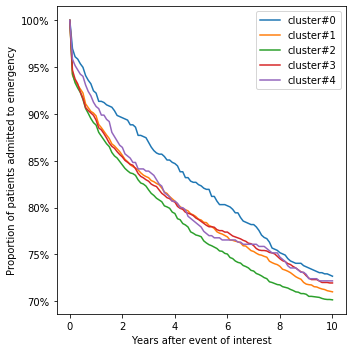 cluster#0
cluster#1
cluster#2
cluster#3
cluster#4
100%
95%
90%
85%
80%
75%
70%
Proportion of patients admitted to emergency
0
2
4
6
8
10
Years after event of interest